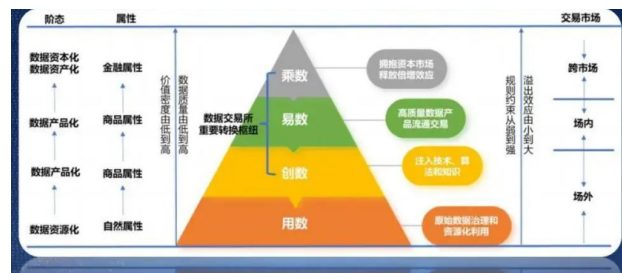 阶态
属性
交易市场
数据资本化
数据资产化
金融属性
数据产品化
商品属性
数据产品化
商品属性
数据资源化
自然属性
价值密度由低到高
数据质量由低到高
数据交易所
重要转换枢纽
乘数
易数
创数
用数
拥抱资本市场
释放倍增效应
高质量数据产
品流通交易
注入技术、算
法和知识
原始数据治理和
资源化利用
规则约束从弱到强
溢出效应由小到大
跨市场
场内
场外